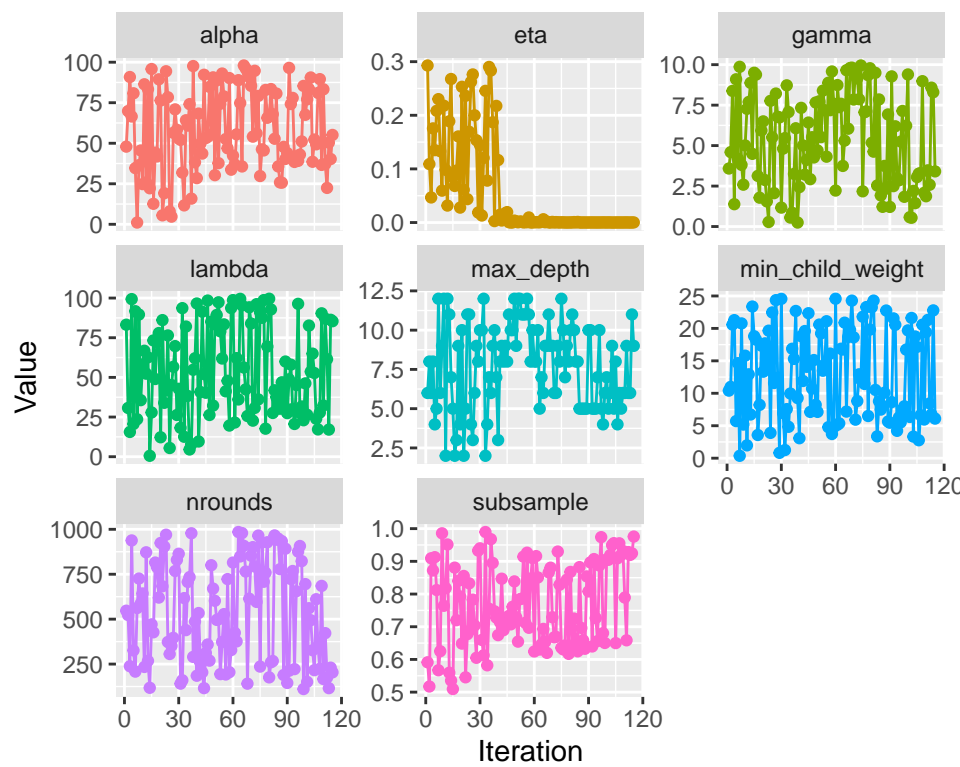 alpha eta gamma
100 0.3 10.0
75 7.5
0.2
50 5.0
25 0.1 2.5
0 0.0 0.0
lambda max_depth min_child_weight
100 12.5 25
75 10.0 20
15
50 7.5
10
25 5.0 5
0 2.5 0
0 30 60 90 120
nrounds subsample
1000 1.0
0.9
750
0.8
500 0.7
250 0.6
0.5
0 30 60 90 120 0 30 60 90 120
Value
Iteration